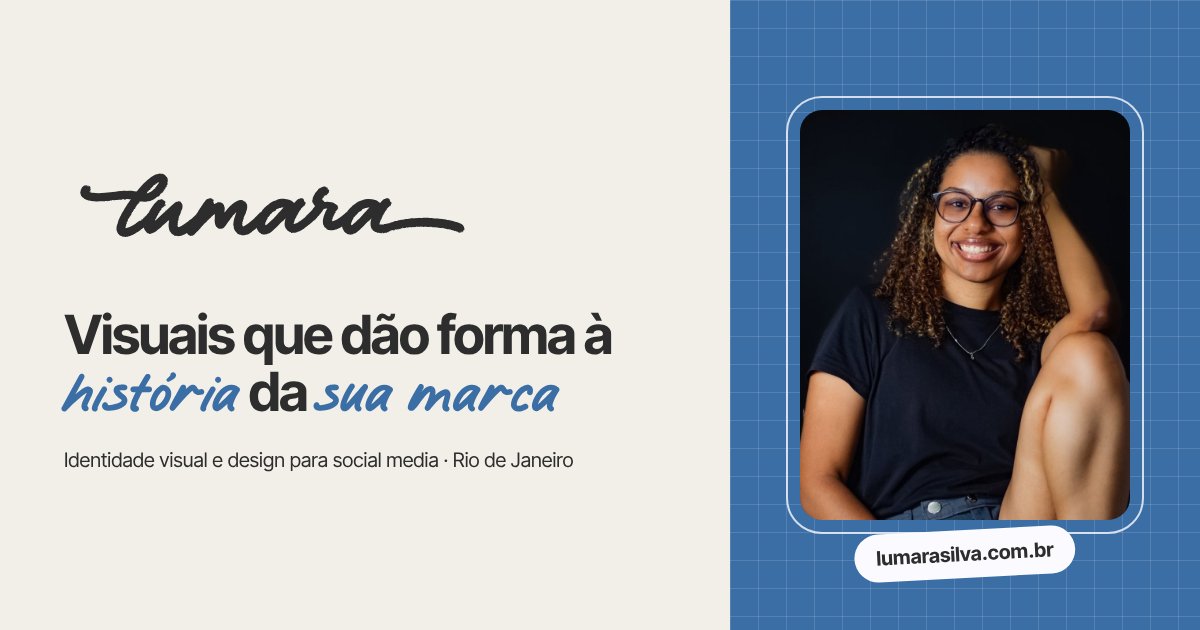 lumara
Visuais que dão forma à
história da sua marca
Identidade visual e design para social media · Rio de Janeiro
lumarasilva.com.br